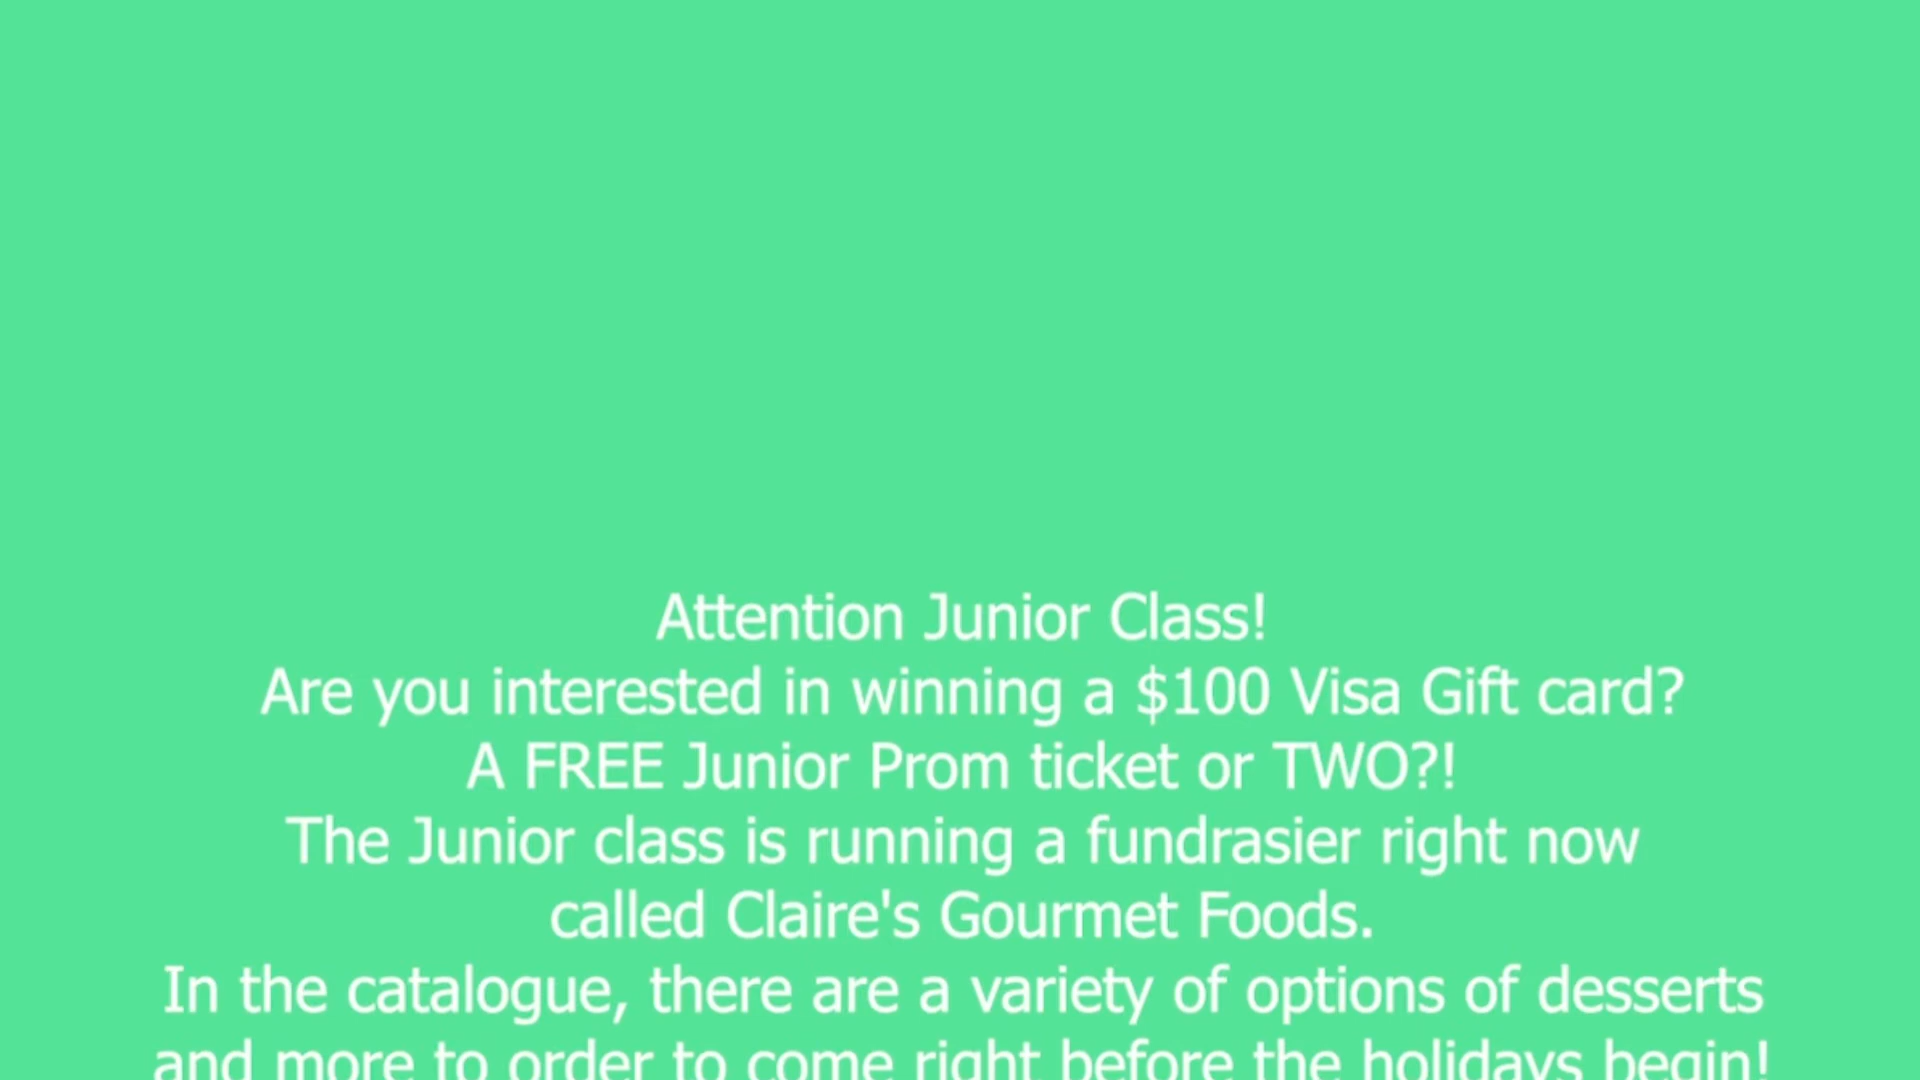 Attention Junior Class!
Are you interested in winning a $100 Visa Gift card?
A FREE Junior Prom ticket or TWO?!
The Junior class is running a fundrasier right now
called Claire's Gourmet Foods.
In the catalogue, there are a variety of options of desserts
and more to order to come right before the holidays begin!